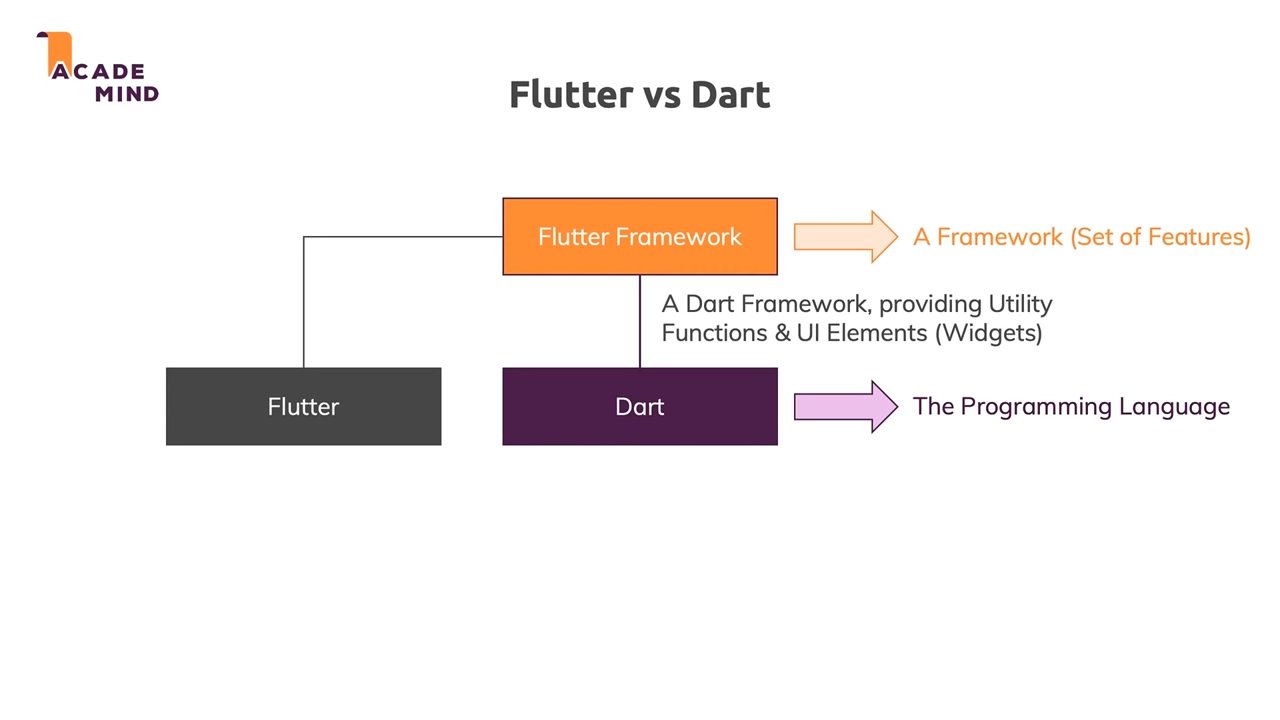 ACADE
MIND
Flutter vs Dart
Flutter Framework
A Framework (Set of Features)
A Dart Framework, providing Utility
Functions & UI Elements (Widgets)
Flutter
Dart
The Programming Language